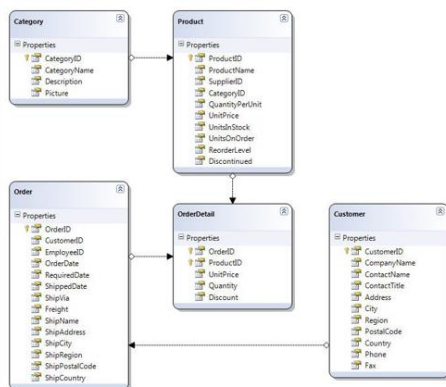 Category
Properties
CategoryID
CategoryName
Description
Picture
Product
Properties
ProductID
ProductName
SupplierID
CategoryID
QuantityPerUnit
UnitPrice
UnitsInStock
UnitsOnOrder
ReorderLevel
Discontinued
Order
Properties
OrderID
CustomerID
EmployeeID
OrderDate
RequiredDate
ShippedDate
ShipVia
Freight
ShipName
ShipAddress
ShipCity
ShipRegion
ShipPostalCode
ShipCountry
OrderDetail
Properties
OrderID
ProductID
UnitPrice
Quantity
Discount
Customer
Properties
CustomerID
CompanyName
ContactName
ContactTitle
Address
City
Region
PostalCode
Country
Phone
Fax